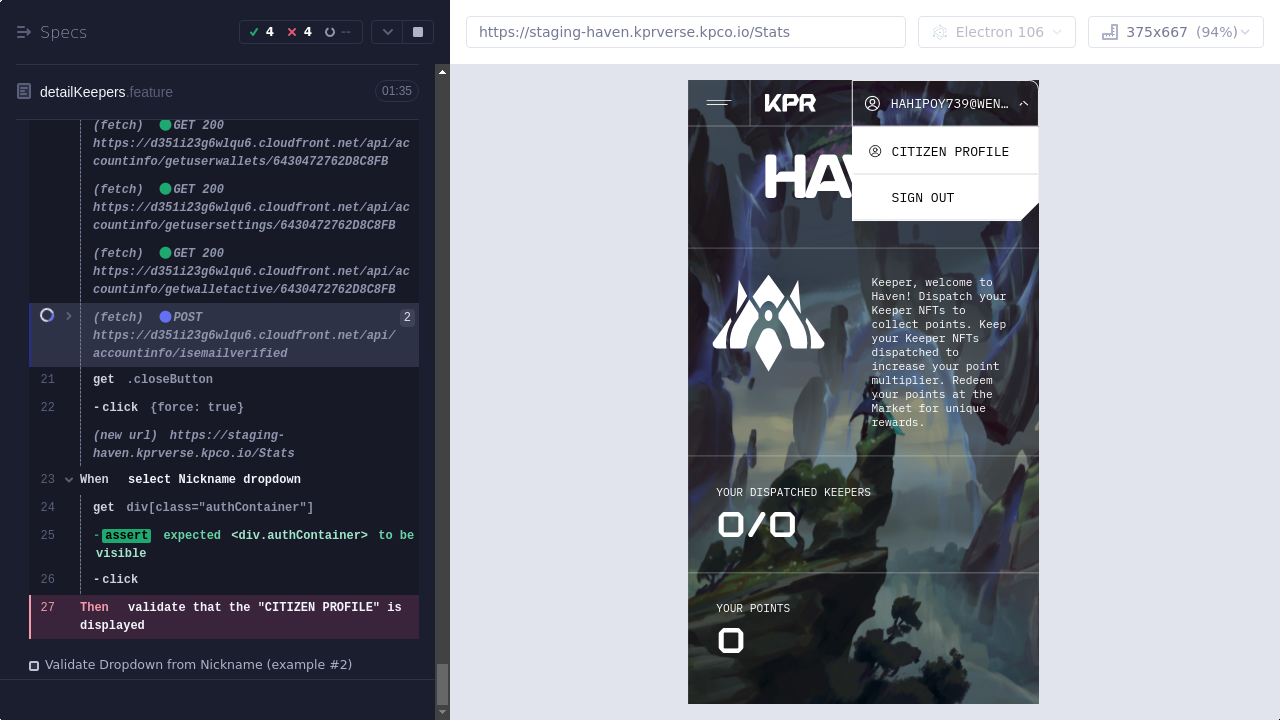 Specs
4
4
--
https://staging-haven.kprverse.kpco.io/Stats
Electron 106
375x667 (94%)
detailKeepers.feature
01:35
(fetch) GET 200
https://d351i23g6wlqu6.cloudfront.net/api/ac
countinfo/getuserwallets/6430472762D8C8FB
(fetch) GET 200
https://d351i23g6wlqu6.cloudfront.net/api/ac
countinfo/getusersettings/6430472762D8C8FB
(fetch) GET 200
https://d351i23g6wlqu6.cloudfront.net/api/ac
countinfo/getwalletactive/6430472762D8C8FB
(fetch) POST
2
https://d351i23g6wlqu6.cloudfront.net/api/
accountinfo/isemailverified
21 get .closeButton
22 -click {force: true}
(new url) https://staging-
haven.kprverse.kpco.io/Stats
23 When select Nickname dropdown
24 get div[class="authContainer"]
25 -assert expected <div.authContainer> to be
visible
26 -click
27 Then validate that the "CITIZEN PROFILE" is
displayed
Validate Dropdown from Nickname (example #2)
KPR
HAHIPOY739@WEN…
CITIZEN PROFILE
SIGN OUT
Keeper, welcome to
Haven! Dispatch your
Keeper NFTs to
collect points. Keep
your Keeper NFTs
dispatched to
increase your point
multiplier. Redeem
your points at the
Market for unique
rewards.
YOUR DISPATCHED KEEPERS
0/0
YOUR POINTS
0